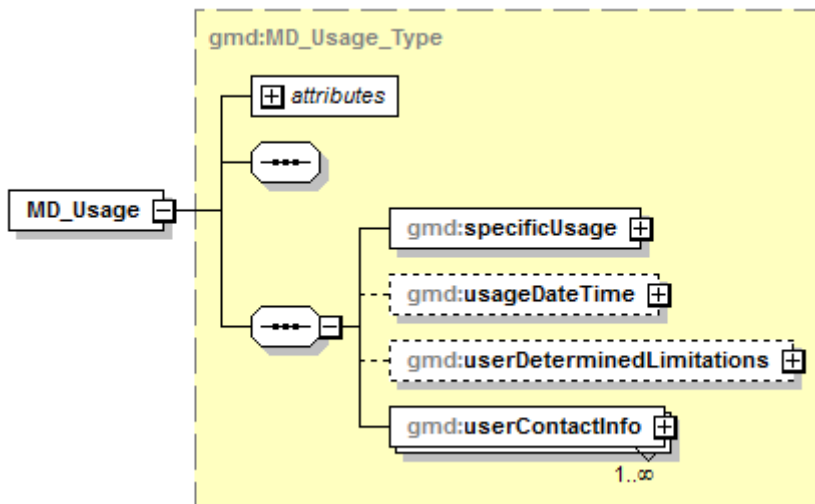 gmd:MD_Usage_Type
attributes
MD_Usage
gmd:specificUsage
gmd:usageDateTime
gmd:userDeterminedLimitations
gmd:userContactInfo
1..∞